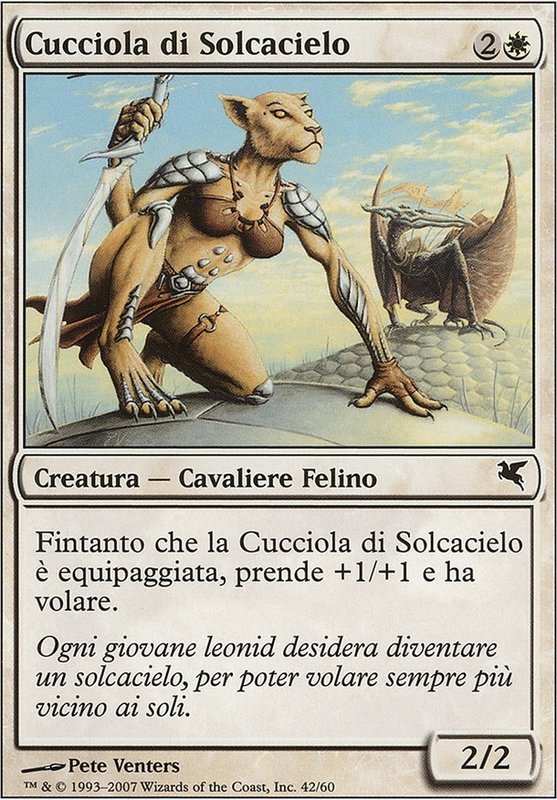 Cucciola di Solcacielo 2
Creatura — Cavaliere Felino
Fintanto che la Cucciola di Solcacielo
è equipaggiata, prende +1/+1 e ha
volare.
Ogni giovane leonid desidera diventare
un solcacielo, per poter volare sempre più
vicino ai soli.
Pete Venters
2/2
™ & © 1993–2007 Wizards of the Coast, Inc. 42/60